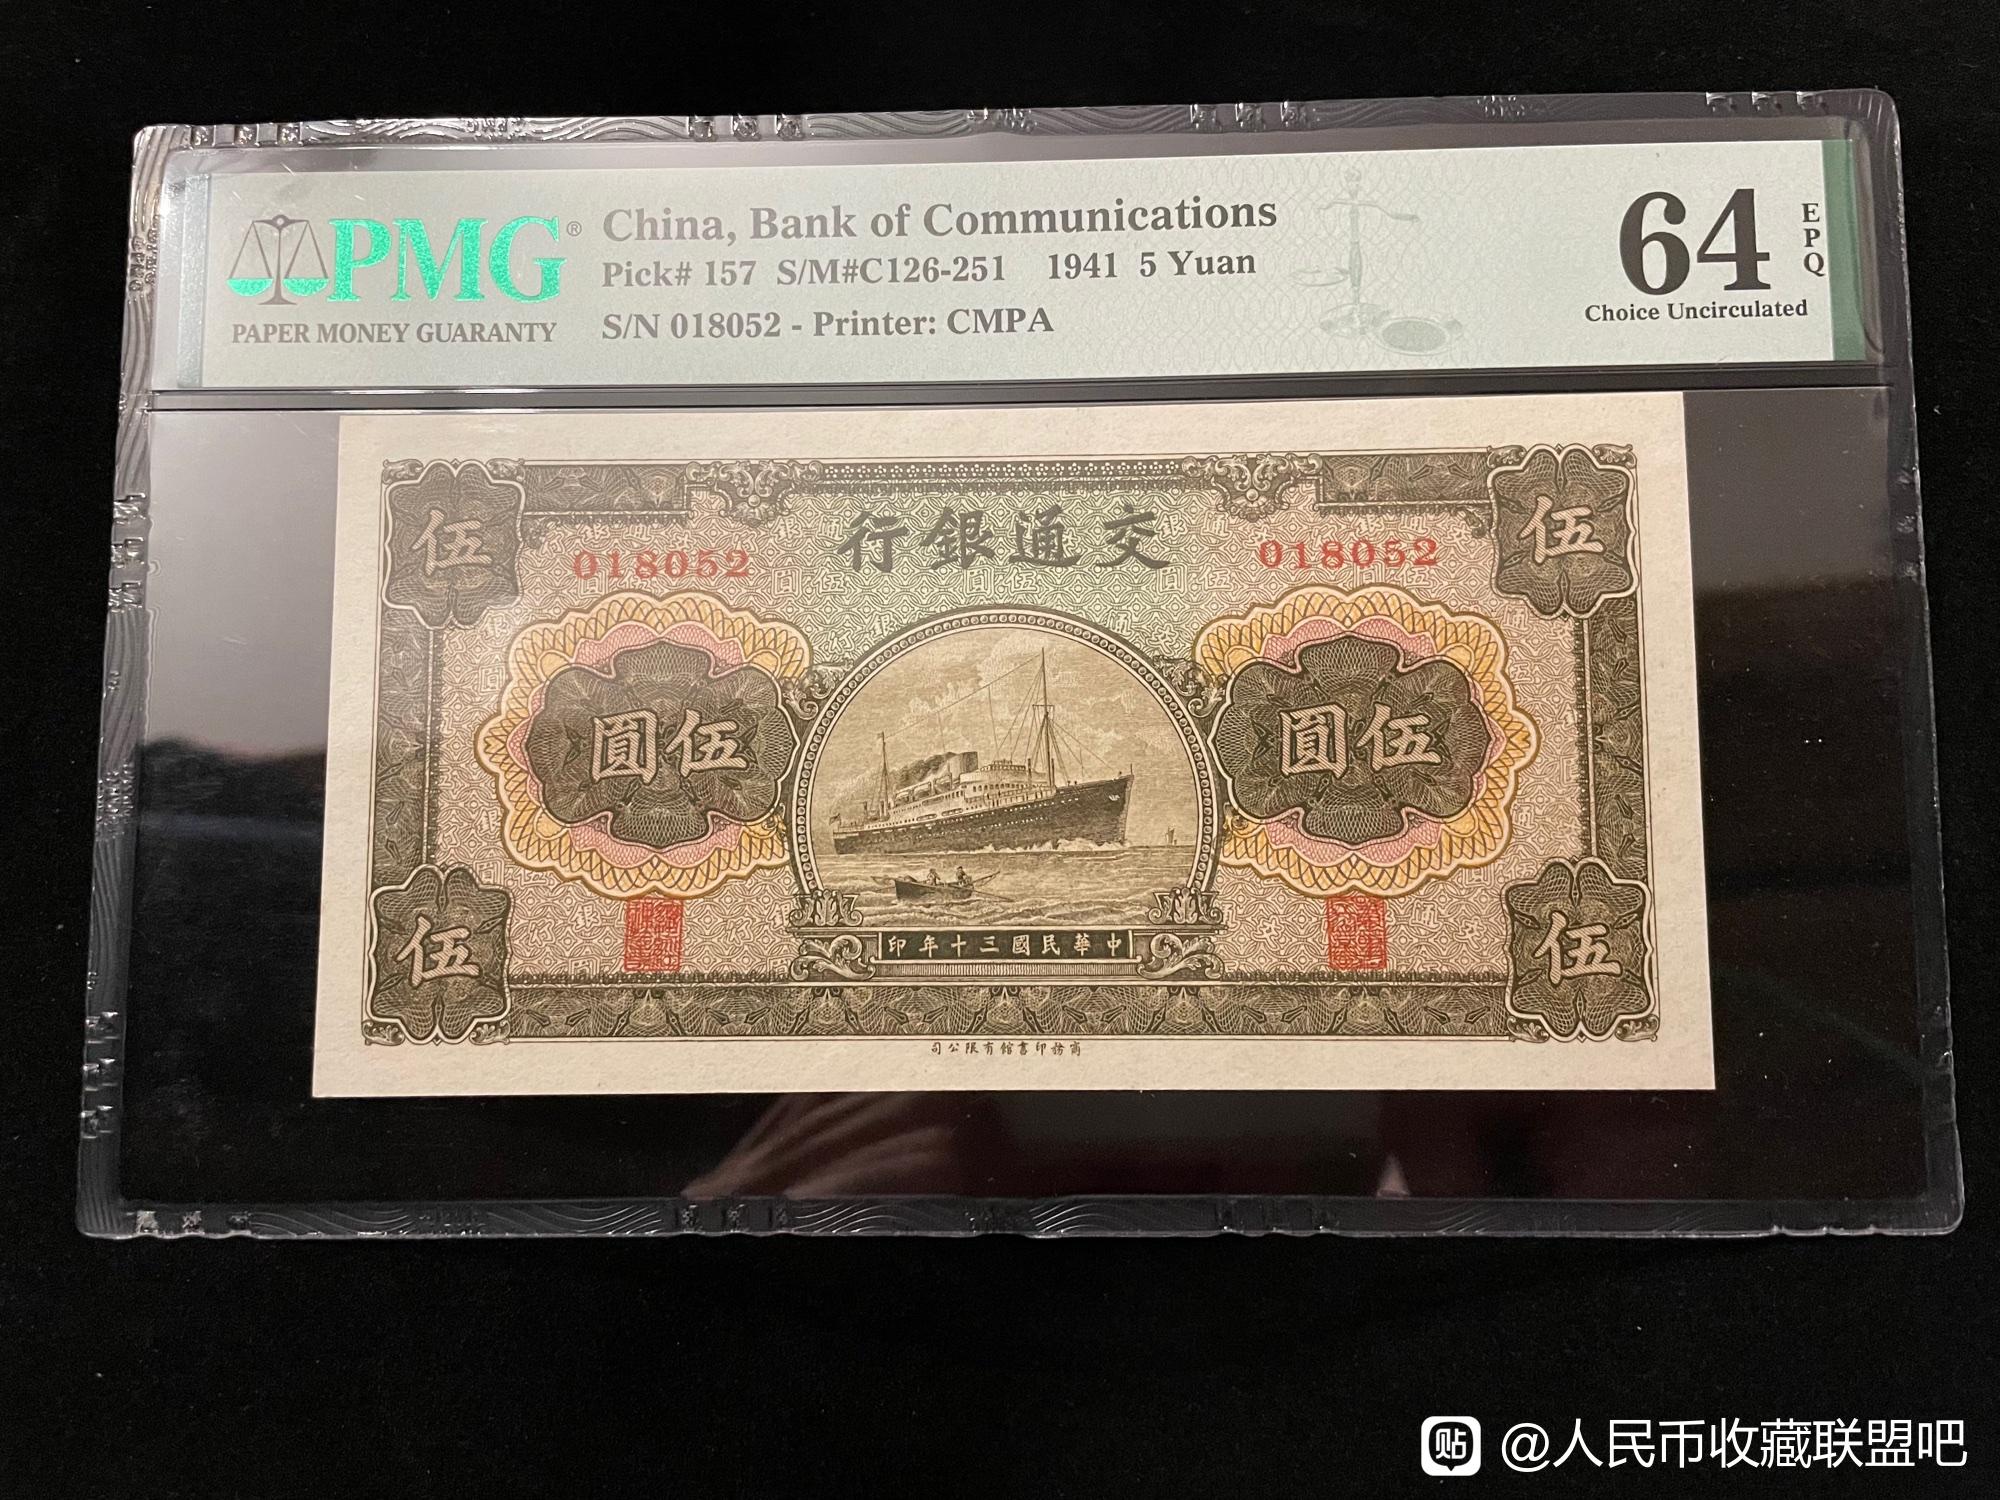 PMG®
PAPER MONEY GUARANTY
China, Bank of Communications
Pick# 157 S/M#C126-251 1941 5 Yuan
S/N 018052 - Printer: CMPA
64
EPQ
Choice Uncirculated
伍
行銀通交
伍
018052
018052
圓伍
圓伍
伍
印年十三國民華中
伍
司公限有館書印務商
贴 @人民币收藏联盟吧